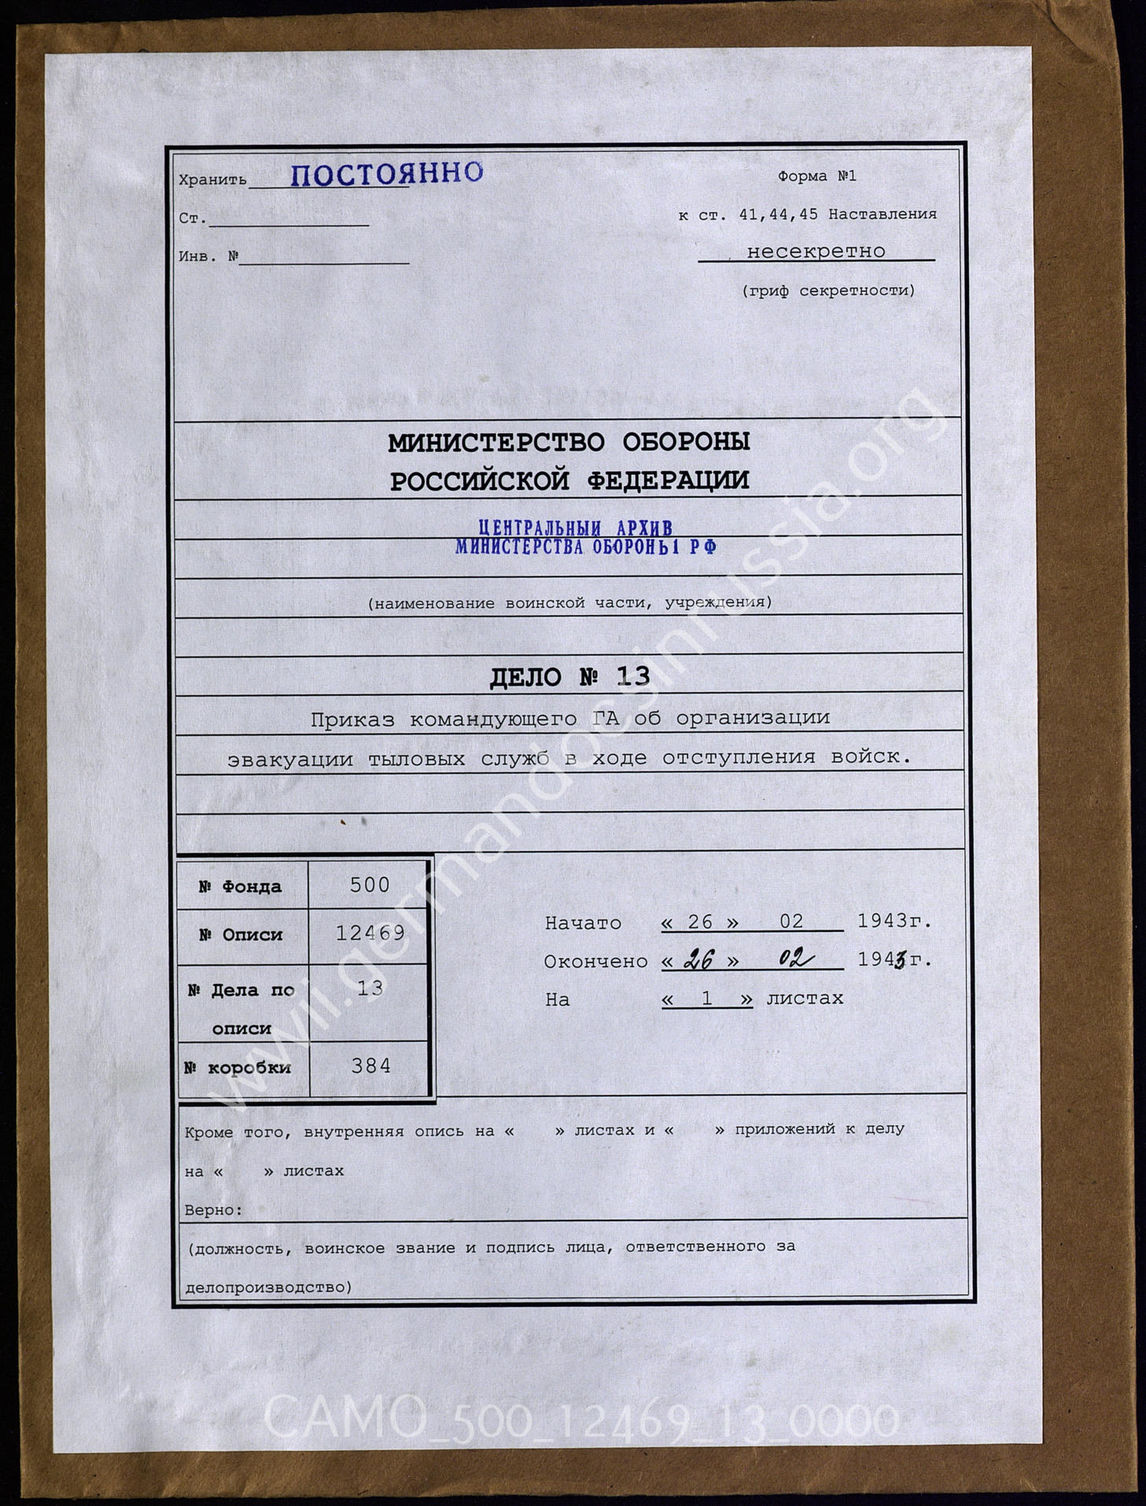 Хранить ПОСТОЯННО
Форма №1
Ст.
к ст. 41,44,45 Наставления
Инв. №
несекретно
(гриф секретности)
МИНИСТЕРСТВО ОБОРОНЫ
РОССИЙСКОЙ ФЕДЕРАЦИИ
ЦЕНТРАЛЬНЫЙ АРХИВ
МИНИСТЕРСТВА ОБОРОНЫ РФ
(наименование воинской части, учреждения)
ДЕЛО № 13
Приказ командующего ГА об организации
эвакуации тыловых служб в ходе отступления войск.
№ Фонда 500
№ Описи 12469
№ Дела по описи 13
№ коробки 384
Начато « 26 » 02 1943г.
Окончено « 26 » 02 1943г.
На « 1 » листах
Кроме того, внутренняя опись на « » листах и « » приложений к делу
на « » листах
Верно:
(должность, воинское звание и подпись лица, ответственного за
делопроизводство)
wwii.germandocsinrussia.org
CAMO_500_12469_13_0000